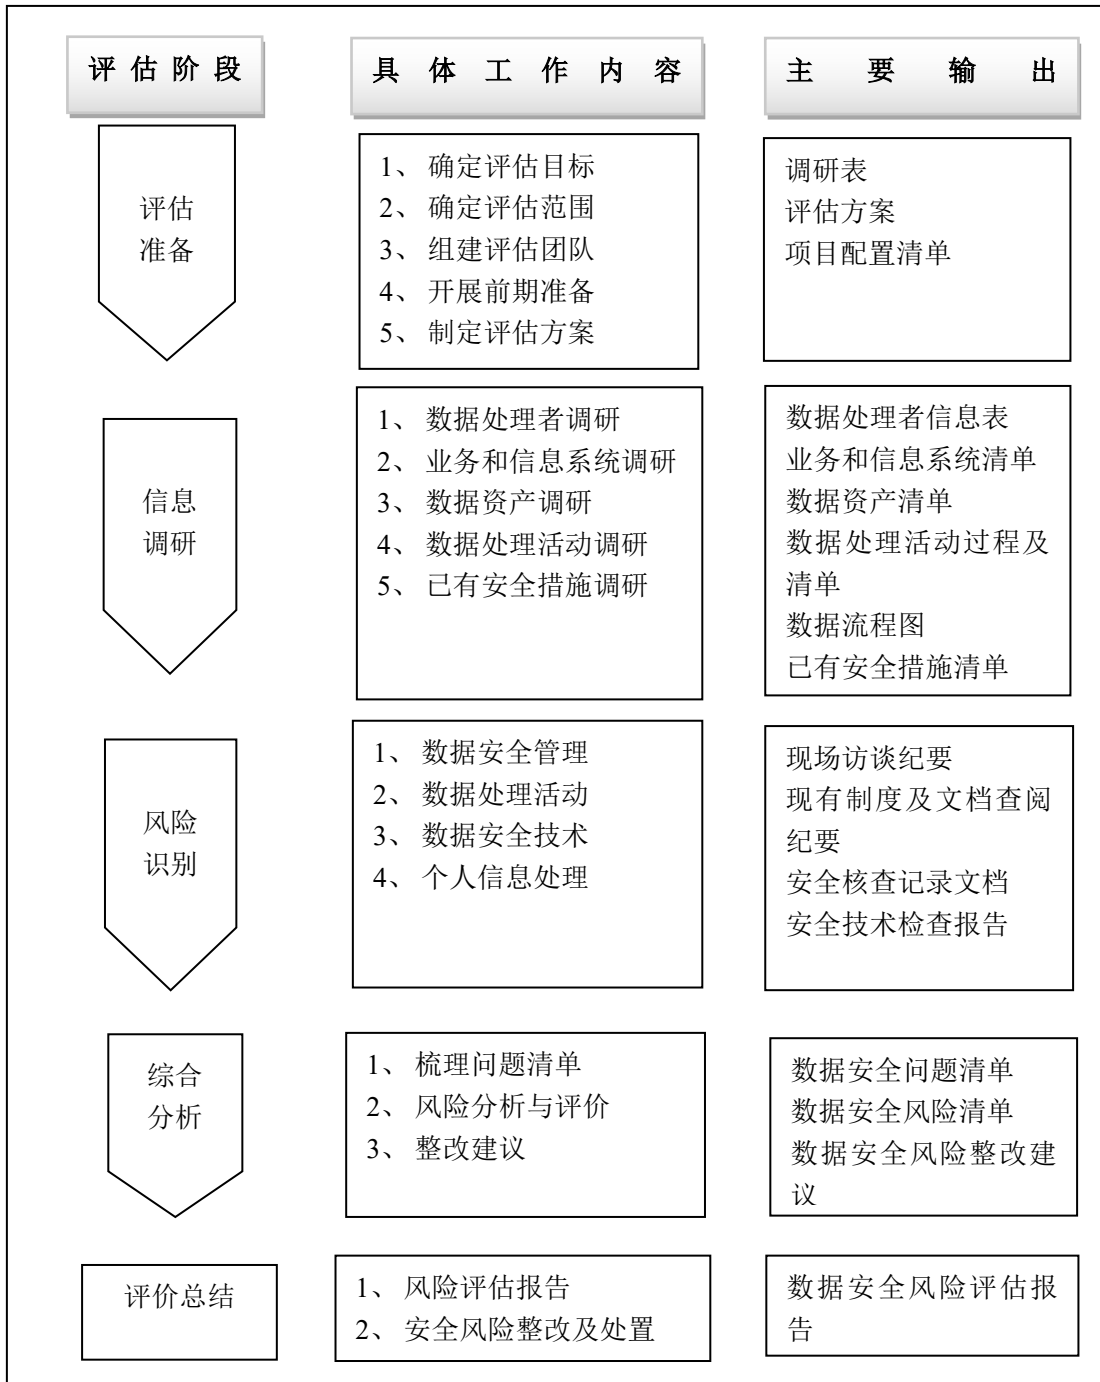 评估阶段
具体工作内容
主要输出
评估
准备
1、 确定评估目标
2、 确定评估范围
3、 组建评估团队
4、 开展前期准备
5、 制定评估方案
调研表
评估方案
项目配置清单
信息
调研
1、 数据处理者调研
2、 业务和信息系统调研
3、 数据资产调研
4、 数据处理活动调研
5、 已有安全措施调研
数据处理者信息表
业务和信息系统清单
数据资产清单
数据处理活动过程及
清单
数据流程图
已有安全措施清单
风险
识别
1、 数据安全管理
2、 数据处理活动
3、 数据安全技术
4、 个人信息处理
现场访谈纪要
现有制度及文档查阅
纪要
安全核查记录文档
安全技术检查报告
综合
分析
1、 梳理问题清单
2、 风险分析与评价
3、 整改建议
数据安全问题清单
数据安全风险清单
数据安全风险整改建
议
评价总结
1、 风险评估报告
2、 安全风险整改及处置
数据安全风险评估报
告